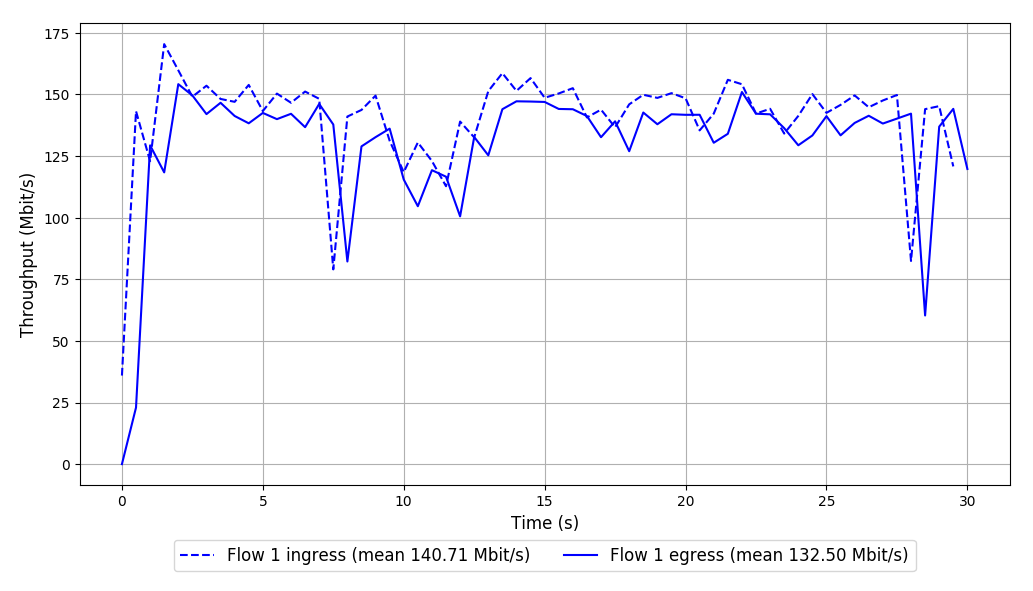 175
150
125
100
75
50
25
0
Throughput (Mbit/s)
0 5 10 15 20 25 30
Time (s)
Flow 1 ingress (mean 140.71 Mbit/s) Flow 1 egress (mean 132.50 Mbit/s)